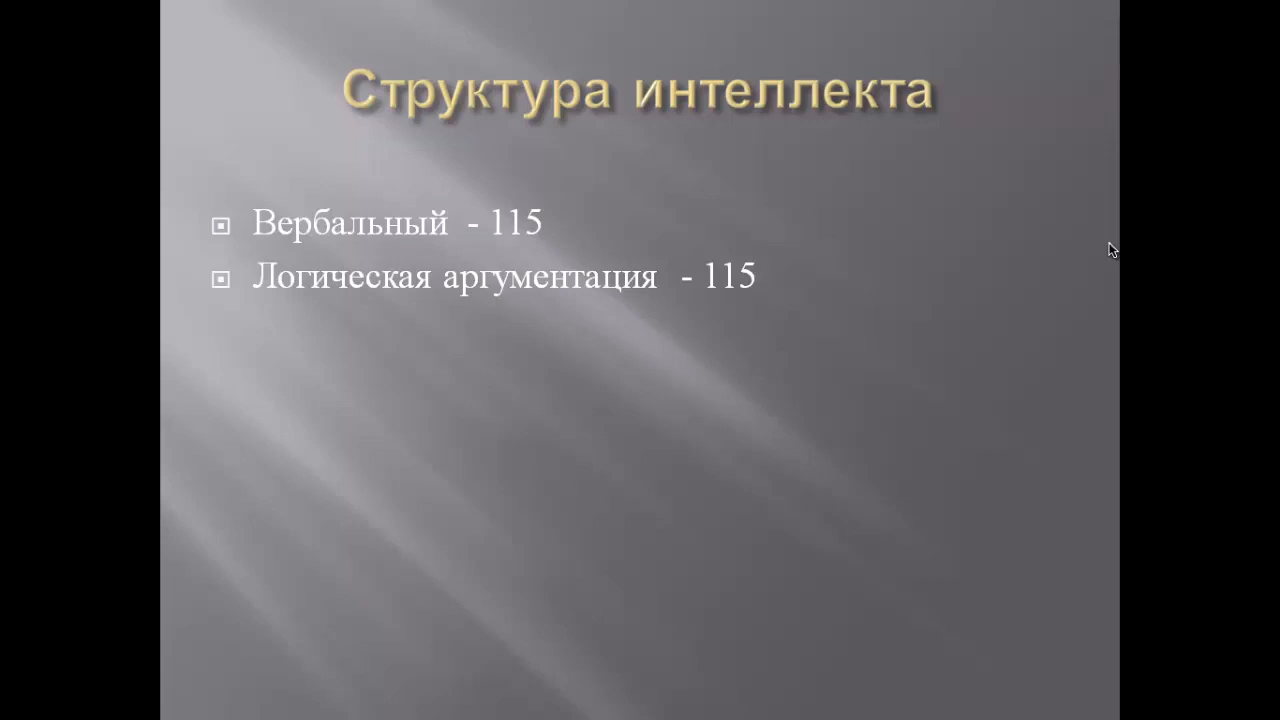 Структура интеллекта
Вербальный - 115
Логическая аргументация - 115